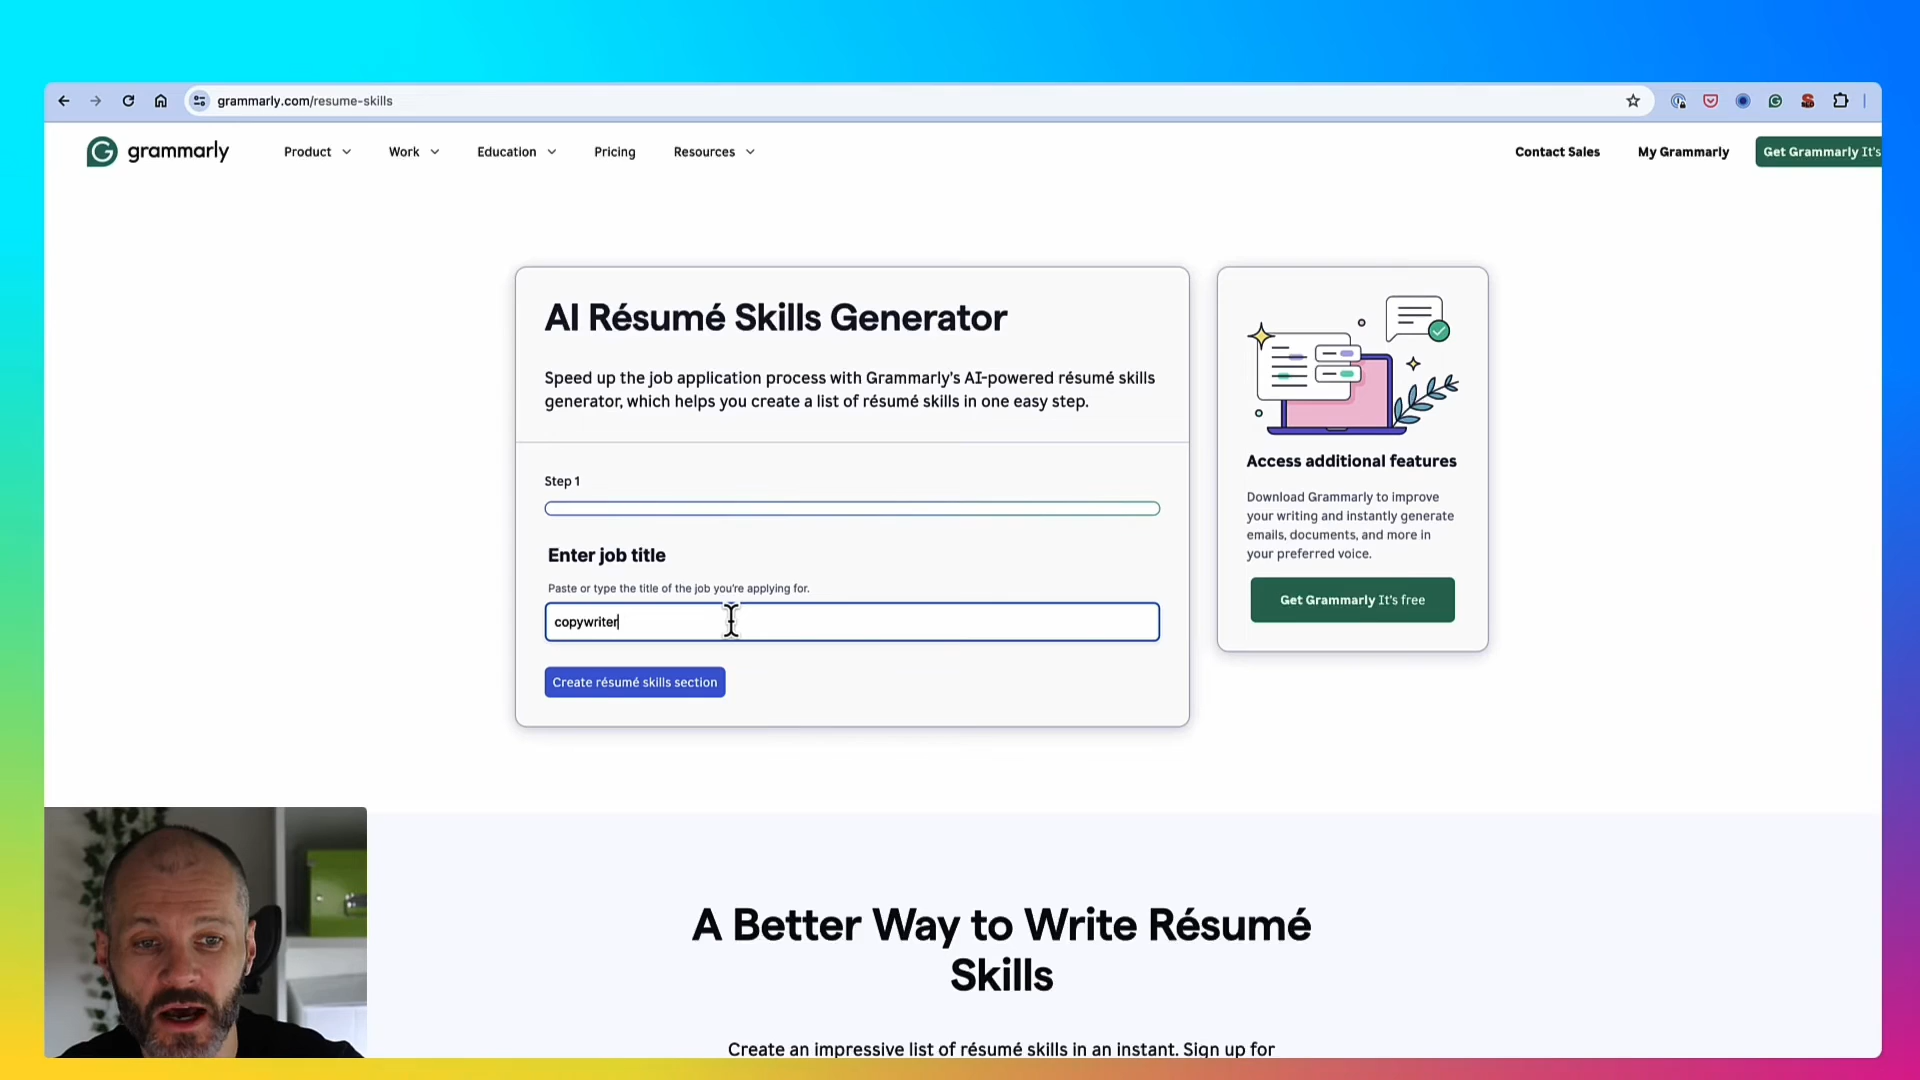 grammarly.com/resume-skills
grammarly
Product
Work
Education
Pricing
Resources
Contact Sales
My Grammarly
Get Grammarly It's
AI Résumé Skills Generator
Speed up the job application process with Grammarly's AI-powered résumé skills
generator, which helps you create a list of résumé skills in one easy step.
Step 1
Enter job title
Paste or type the title of the job you're applying for.
copywriter
Create résumé skills section
Access additional features
Download Grammarly to improve
your writing and instantly generate
emails, documents, and more in
your preferred voice.
Get Grammarly It's free
A Better Way to Write Résumé
Skills
Create an impressive list of résumé skills in an instant. Sign up for